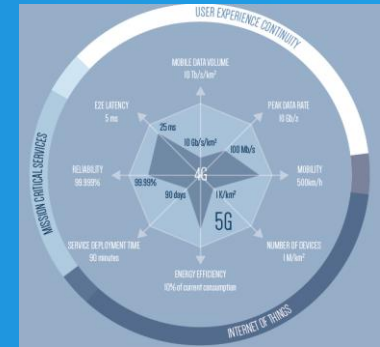 USER EXPERIENCE CONTINUITY
MOBILE DATA VOLUME
10 Tb/s/km²
E2E LATENCY
5 ms
PEAK DATA RATE
10 Gb/s
25 ms
10 Gb/s/km²
100 Mb/s
RELIABILITY
99.999%
99.99%
4G
MOBILITY
500km/h
90 days
1 K/km²
SERVICE DEPLOYMENT TIME
90 minutes
5G
NUMBER OF DEVICES
1 M/km²
ENERGY EFFICIENCY
10% of current consumption
MISSION CRITICAL SERVICES
INTERNET OF THINGS